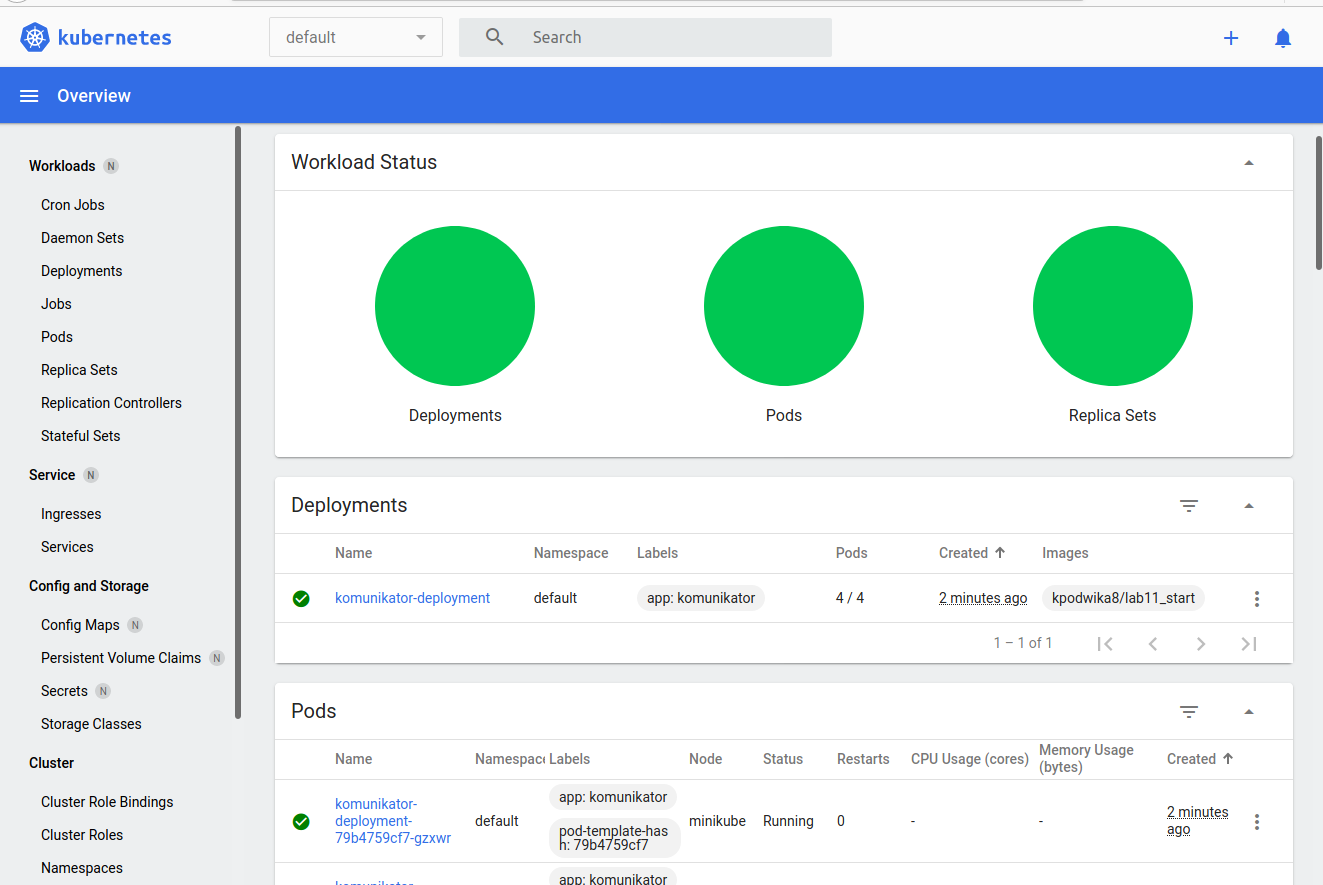 kubernetes
default
Search
Overview
Workloads N
Cron Jobs
Daemon Sets
Deployments
Jobs
Pods
Replica Sets
Replication Controllers
Stateful Sets
Service N
Ingresses
Services
Config and Storage
Config Maps N
Persistent Volume Claims N
Secrets N
Storage Classes
Cluster
Cluster Role Bindings
Cluster Roles
Namespaces
Workload Status
Deployments
Pods
Replica Sets
Deployments
Name Namespace Labels Pods Created Images
komunikator-deployment default app: komunikator 4 / 4 2 minutes ago kpodwika8/lab11_start
1 – 1 of 1
Pods
Name Namespac Labels Node Status Restarts CPU Usage (cores) Memory Usage
(bytes) Created
komunikator-
deployment-
79b4759cf7-gzxwr
default
app: komunikator
pod-template-has
h: 79b4759cf7
minikube Running 0 - -
2 minutes
ago
komunikator-
app: komunikator